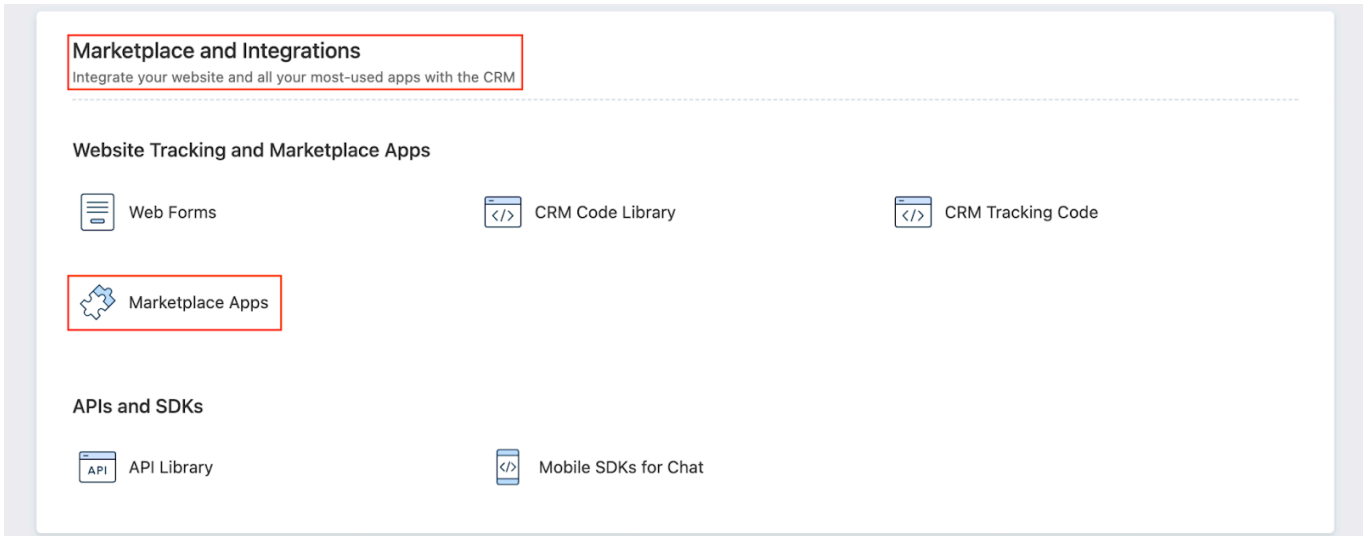 Marketplace and Integrations
Integrate your website and all your most-used apps with the CRM
Website Tracking and Marketplace Apps
Web Forms
</> CRM Code Library
</> CRM Tracking Code
Marketplace Apps
APIs and SDKs
API API Library
</> Mobile SDKs for Chat